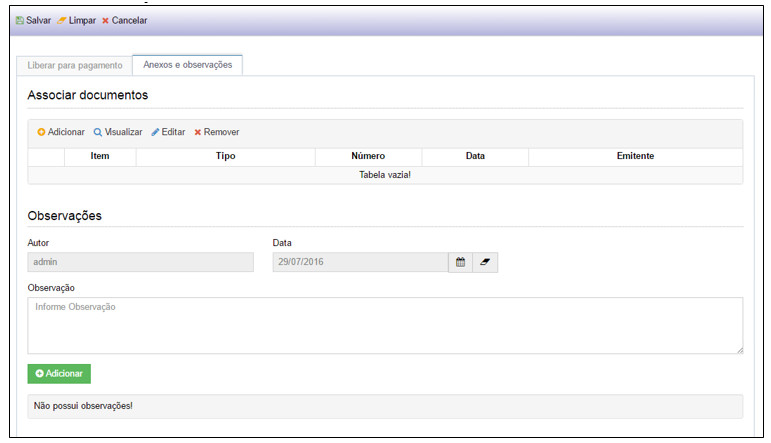 Salvar Limpar Cancelar
Liberar para pagamento Anexos e observações
Associar documentos
Adicionar Visualizar Editar Remover
Item Tipo Número Data Emitente
Tabela vazia!
Observações
Autor Data
admin 29/07/2016
Observação
Informe Observação
Adicionar
Não possui observações!